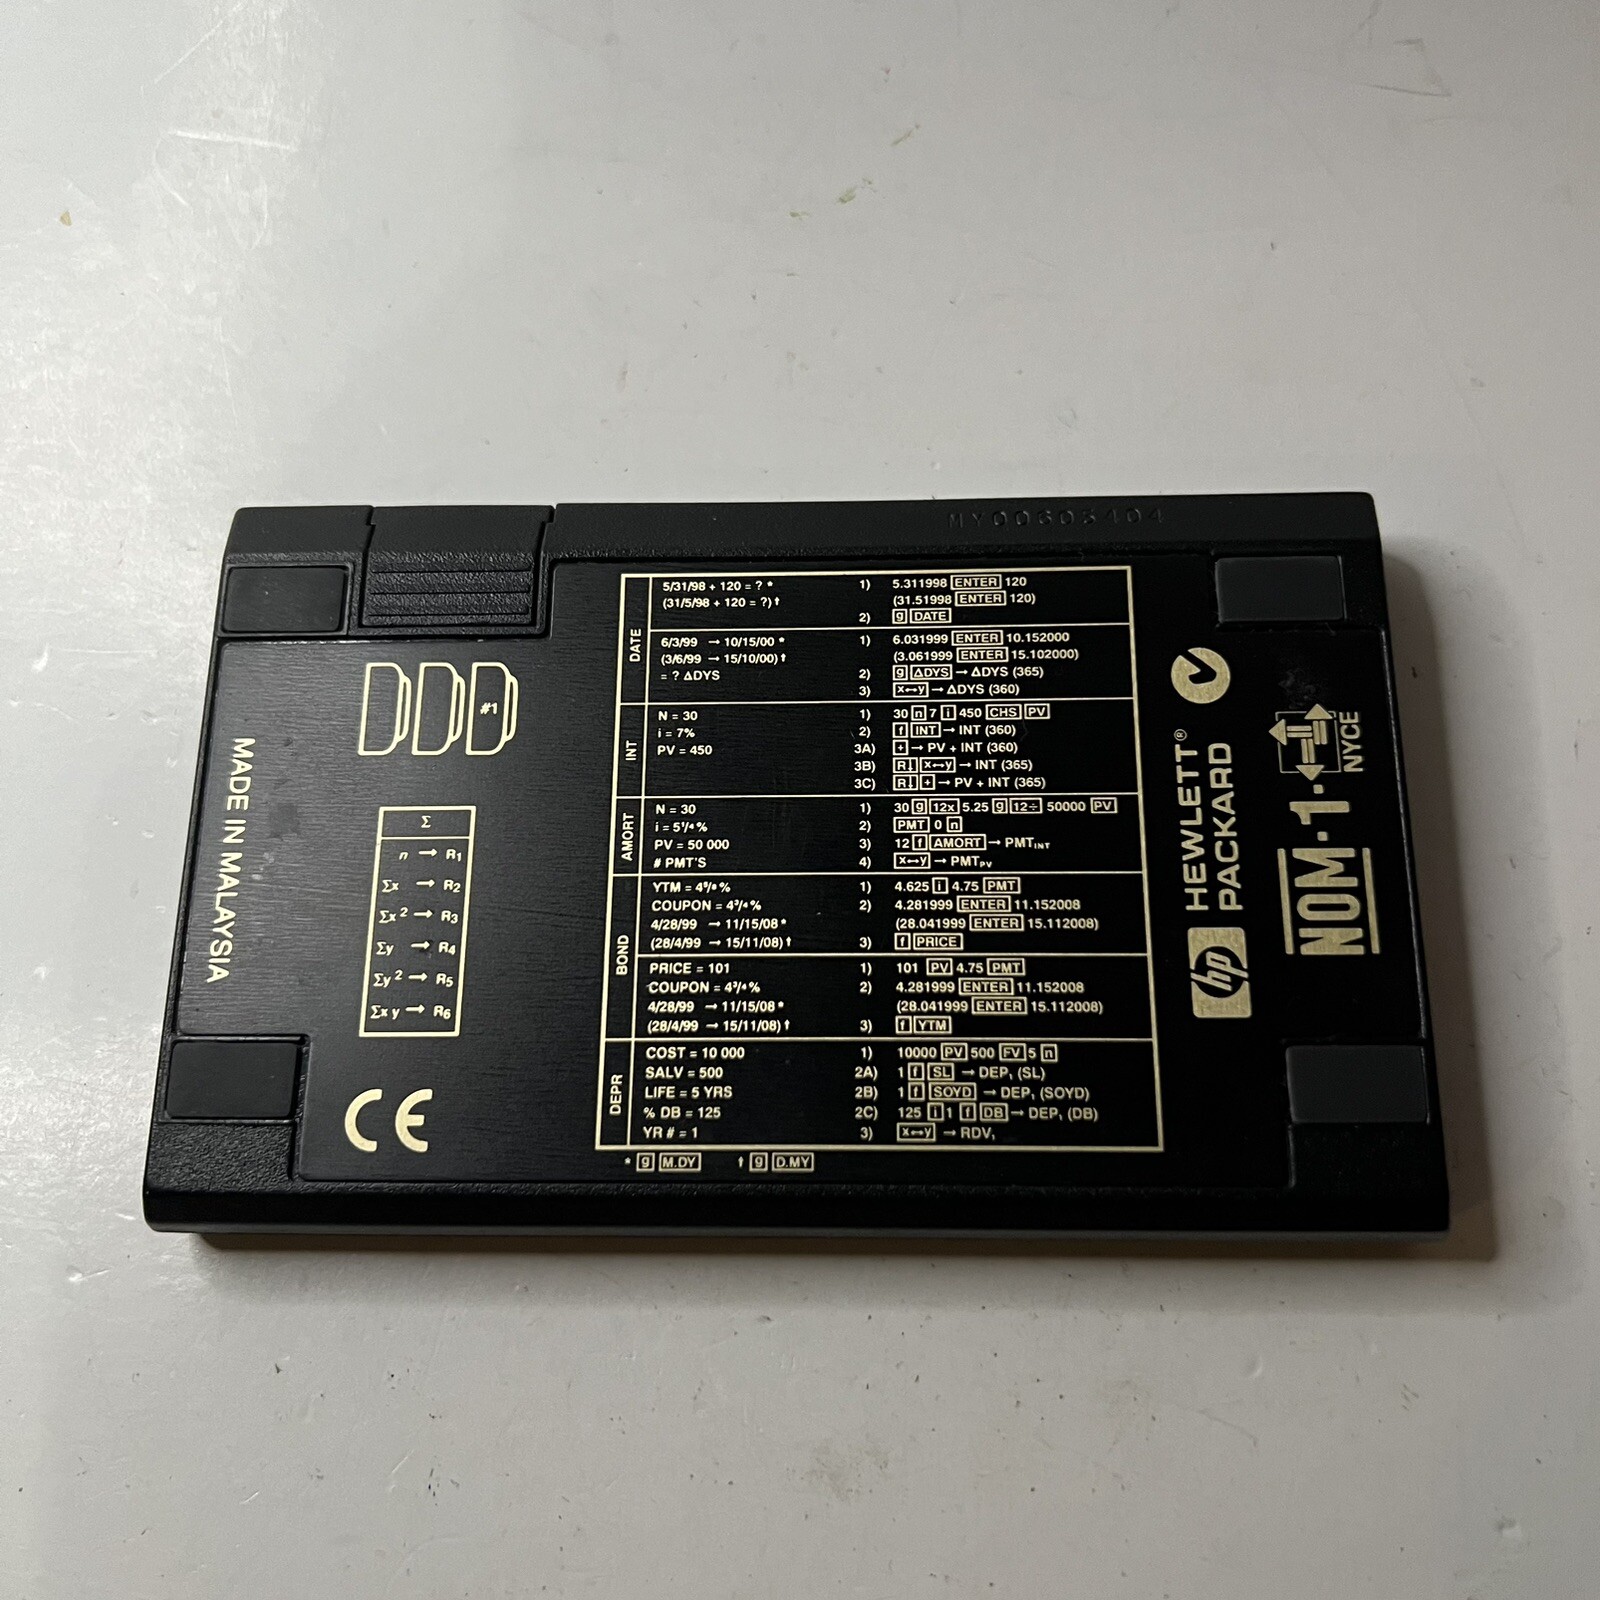 MY00603404
DATE
5/31/98 + 120 = ? * 1) 5.311998 ENTER 120
(31/5/98 + 120 = ?) † (31.51998 ENTER 120)
2) g DATE
6/3/99 → 10/15/00 * 1) 6.031999 ENTER 10.152000
(3/6/99 → 15/10/00) † (3.061999 ENTER 15.102000)
= ? ΔDYS 2) g ΔDYS → ΔDYS (365)
3) x↔y → ΔDYS (360)
INT
N = 30 1) 30 n 7 i 450 CHS PV
i = 7% 2) f INT → INT (360)
PV = 450 3A) + → PV + INT (360)
3B) R↓ x↔y → INT (365)
3C) R↓ + → PV + INT (365)
AMORT
N = 30 1) 30 g 12x 5.25 g 12÷ 50000 PV
i = 5¹/₄ % 2) PMT 0 n
PV = 50 000 3) 12 f AMORT → PMT INT
# PMT'S 4) x↔y → PMT PV
BOND
YTM = 4⁵/₈ % 1) 4.625 i 4.75 PMT
COUPON = 4³/₄ % 2) 4.281999 ENTER 11.152008
4/28/99 → 11/15/08 * (28.041999 ENTER 15.112008)
(28/4/99 → 15/11/08) † 3) f PRICE
PRICE = 101 1) 101 PV 4.75 PMT
COUPON = 4³/₄ % 2) 4.281999 ENTER 11.152008
4/28/99 → 11/15/08 * (28.041999 ENTER 15.112008)
(28/4/99 → 15/11/08) † 3) f YTM
DEPR
COST = 10 000 1) 10000 PV 500 FV 5 n
SALV = 500 2A) 1 f SL → DEP, (SL)
LIFE = 5 YRS 2B) 1 f SOYD → DEP, (SOYD)
% DB = 125 2C) 125 i 1 f DB → DEP, (DB)
YR # = 1 3) x↔y → RDV,
* g M.DY † g D.MY
#1
MADE IN MALAYSIA
Σ
n → R1
Σx → R2
Σx² → R3
Σy → R4
Σy² → R5
Σxy → R6
CE
hp HEWLETT®
PACKARD
NOM·1·
NYCE